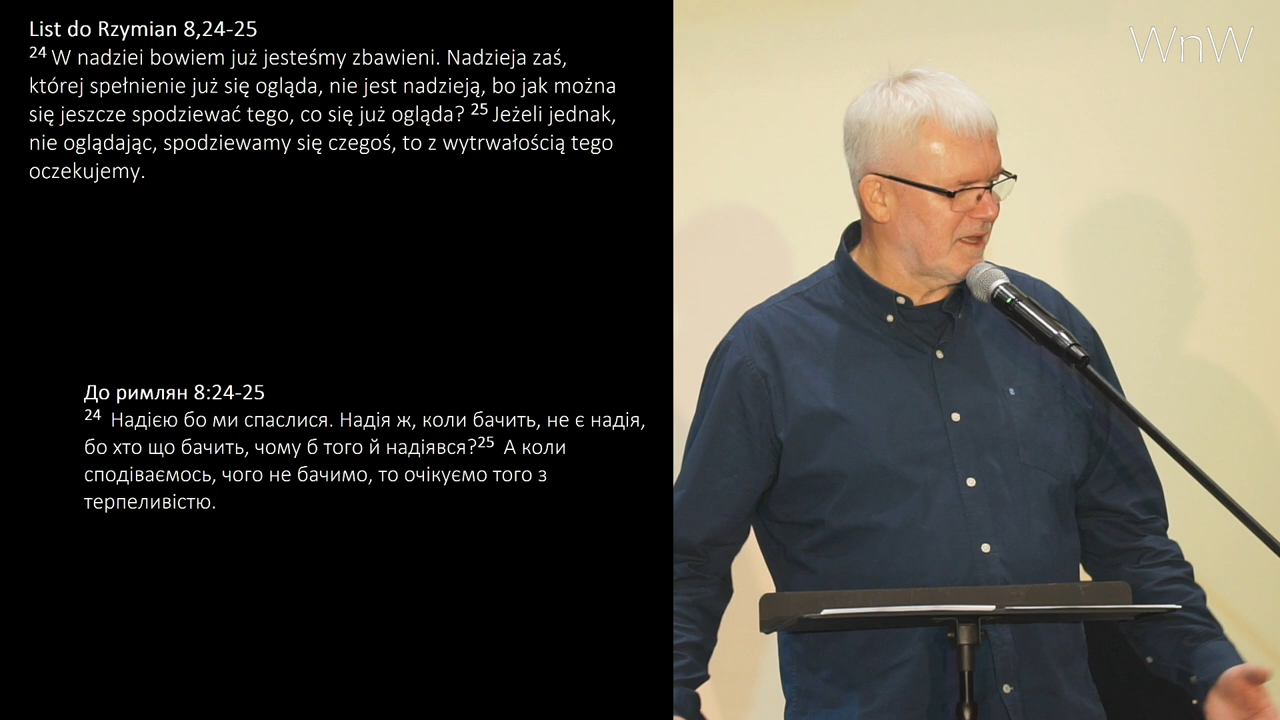 List do Rzymian 8,24-25
24 W nadziei bowiem już jesteśmy zbawieni. Nadzieja zaś,
której spełnienie już się ogląda, nie jest nadzieją, bo jak można
się jeszcze spodziewać tego, co się już ogląda? 25 Jeżeli jednak,
nie oglądając, spodziewamy się czegoś, to z wytrwałością tego
oczekujemy.
WnW
До римлян 8:24-25
24 Надією бо ми спаслися. Надія ж, коли бачить, не є надія,
бо хто що бачить, чому б того й надіявся?25 А коли
сподіваємось, чого не бачимо, то очікуємо того з
терпеливістю.